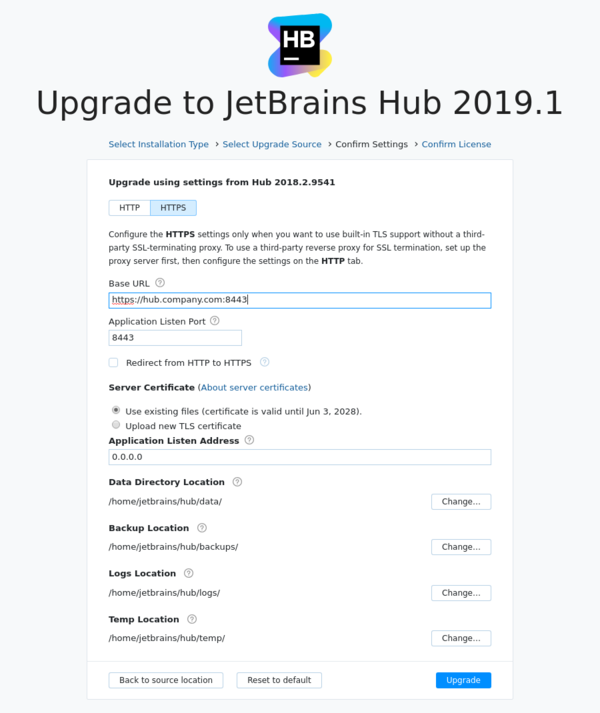 HB
Upgrade to JetBrains Hub 2019.1
Select Installation Type > Select Upgrade Source > Confirm Settings > Confirm License
Upgrade using settings from Hub 2018.2.9541
HTTP HTTPS
Configure the HTTPS settings only when you want to use built-in TLS support without a third-
party SSL-terminating proxy. To use a third-party reverse proxy for SSL termination, set up the
proxy server first, then configure the settings on the HTTP tab.
Base URL ?
https://hub.company.com:8443
Application Listen Port ?
8443
Redirect from HTTP to HTTPS ?
Server Certificate (About server certificates)
Use existing files (certificate is valid until Jun 3, 2028).
Upload new TLS certificate
Application Listen Address ?
0.0.0.0
Data Directory Location ?
/home/jetbrains/hub/data/ Change...
Backup Location ?
/home/jetbrains/hub/backups/ Change...
Logs Location ?
/home/jetbrains/hub/logs/ Change...
Temp Location ?
/home/jetbrains/hub/temp/ Change...
Back to source location Reset to default Upgrade